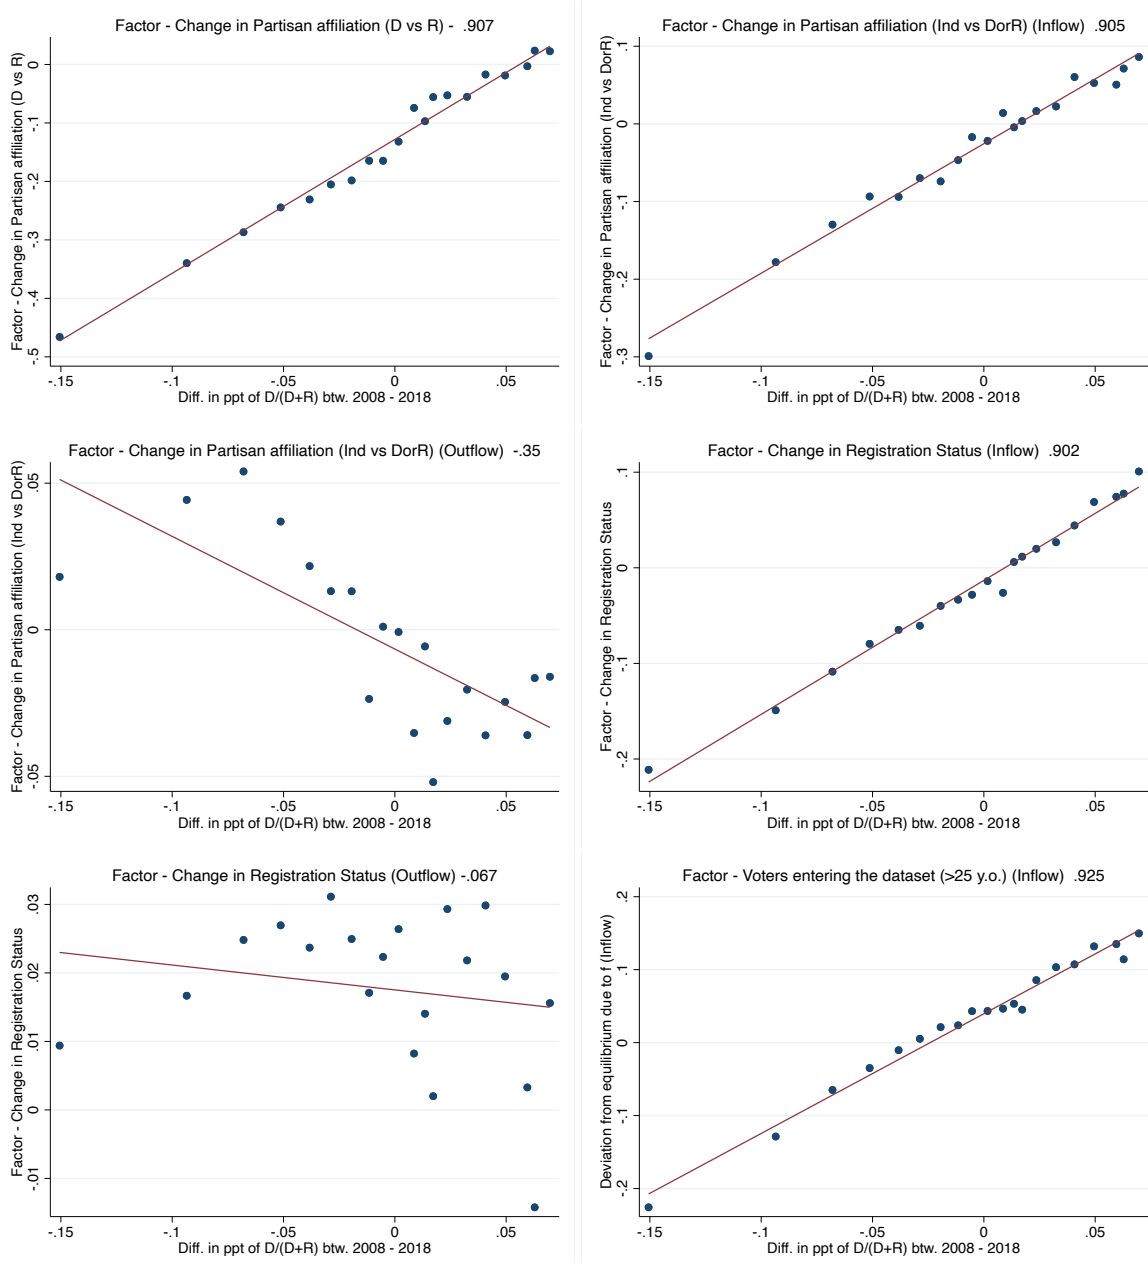 Factor - Change in Partisan affiliation (D vs R) - .907
Factor - Change in Partisan affiliation (D vs R)
0
-.1
-.2
-.3
-.4
-.5
-.15 -.1 -.05 0 .05
Diff. in ppt of D/(D+R) btw. 2008 - 2018
Factor - Change in Partisan affiliation (Ind vs DorR) (Inflow) .905
Factor - Change in Partisan affiliation (Ind vs DorR)
.1
0
-.1
-.2
-.3
-.15 -.1 -.05 0 .05
Diff. in ppt of D/(D+R) btw. 2008 - 2018
Factor - Change in Partisan affiliation (Ind vs DorR) (Outflow) -.35
Factor - Change in Partisan affiliation (Ind vs DorR)
.05
0
-.05
-.15 -.1 -.05 0 .05
Diff. in ppt of D/(D+R) btw. 2008 - 2018
Factor - Change in Registration Status (Inflow) .902
Factor - Change in Registration Status
.1
0
-.1
-.2
-.15 -.1 -.05 0 .05
Diff. in ppt of D/(D+R) btw. 2008 - 2018
Factor - Change in Registration Status (Outflow) -.067
Factor - Change in Registration Status
.03
.02
.01
0
-.01
-.15 -.1 -.05 0 .05
Diff. in ppt of D/(D+R) btw. 2008 - 2018
Factor - Voters entering the dataset (>25 y.o.) (Inflow) .925
Deviation from equilibrium due to f (Inflow)
.2
.1
0
-.1
-.2
-.15 -.1 -.05 0 .05
Diff. in ppt of D/(D+R) btw. 2008 - 2018